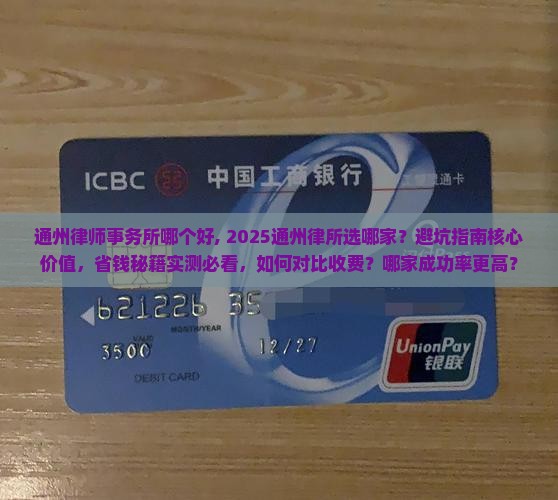 ICBC 中国工商银行
通卡
通州律师事务所哪个好, 2025通州律所选哪家？避坑指南核心
价值，省钱秘籍实测必看，如何对比收费？哪家成功率更高？
621226 35
MONTH/YEAR
3500 12/27
DEBIT CARD
UnionPay
银联